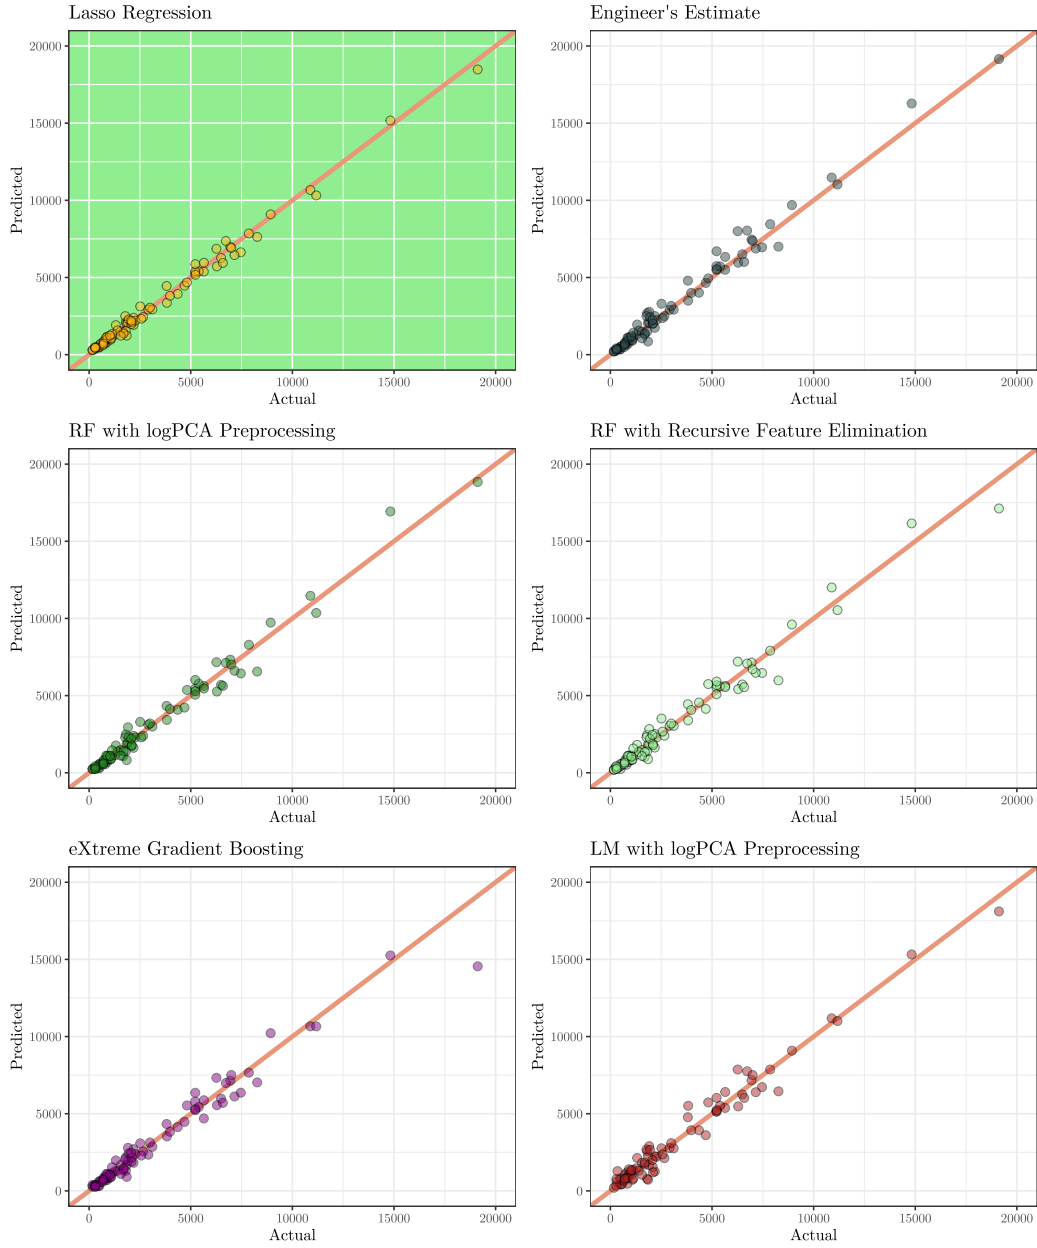 Lasso Regression
20000
15000
10000
5000
0
Predicted
0 5000 10000 15000 20000
Actual
Engineer's Estimate
20000
15000
10000
5000
0
Predicted
0 5000 10000 15000 20000
Actual
RF with logPCA Preprocessing
20000
15000
10000
5000
0
Predicted
0 5000 10000 15000 20000
Actual
RF with Recursive Feature Elimination
20000
15000
10000
5000
0
Predicted
0 5000 10000 15000 20000
Actual
eXtreme Gradient Boosting
20000
15000
10000
5000
0
Predicted
0 5000 10000 15000 20000
Actual
LM with logPCA Preprocessing
20000
15000
10000
5000
0
Predicted
0 5000 10000 15000 20000
Actual